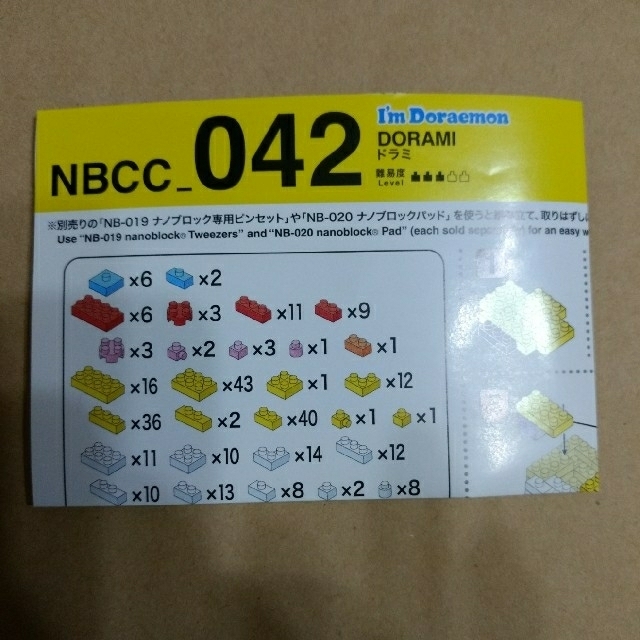 NBCC_042
I'm Doraemon
DORAMI
ドラミ
難易度
Level
※別売りの「NB-019 ナノブロック専用ピンセット」や「NB-020 ナノブロックパッド」を使うと 立て、取りはずし
Use "NB-019 nanoblock® Tweezers" and "NB-020 nanoblock® Pad" (each sold for an easy w
×6 ×2
×6 ×3 ×11 ×9
×3 ×2 ×3 ×1 ×1
×16 ×43 ×1 ×12
×36 ×2 ×40 ×1 ×1
×11 ×10 ×14 ×12
×10 ×13 ×8 ×2 ×8